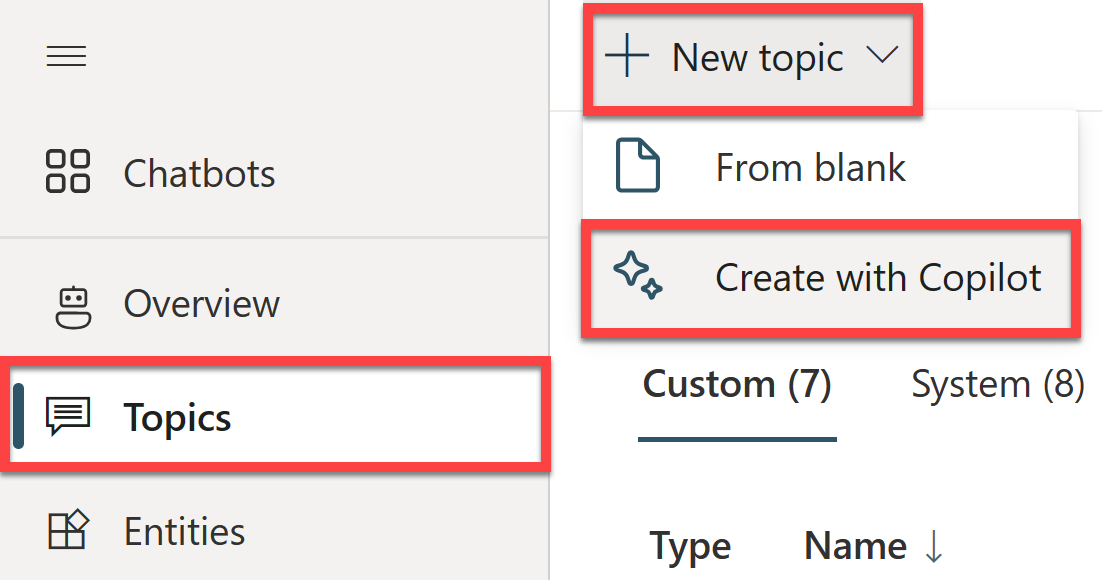 Chatbots
Overview
Topics
Entities
New topic
From blank
Create with Copilot
Custom (7) System (8)
Type Name